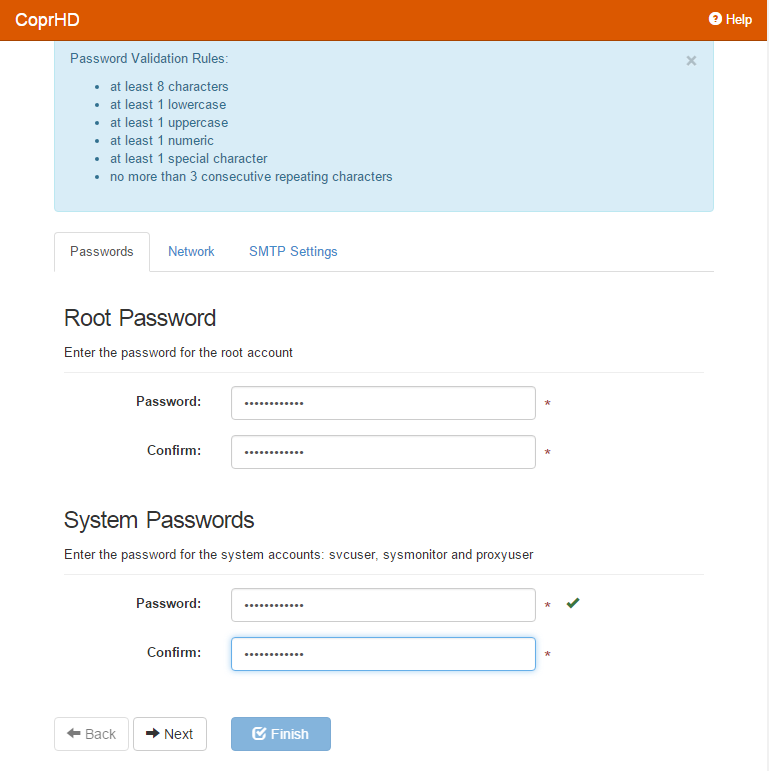 CoprHD Help
Password Validation Rules: ×
• at least 8 characters
• at least 1 lowercase
• at least 1 uppercase
• at least 1 numeric
• at least 1 special character
• no more than 3 consecutive repeating characters
Passwords Network SMTP Settings
Root Password
Enter the password for the root account
Password: •••••••••••• *
Confirm: •••••••••••• *
System Passwords
Enter the password for the system accounts: svcuser, sysmonitor and proxyuser
Password: •••••••••••• *
Confirm: •••••••••••• *
Back Next Finish